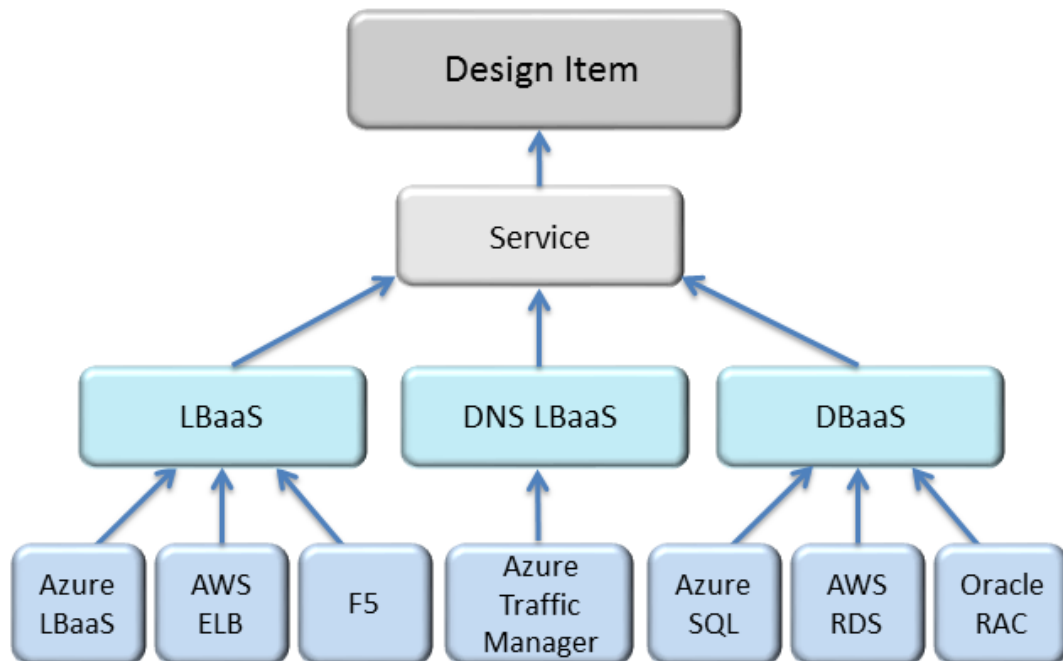 Design Item
Service
LBaaS
DNS LBaaS
DBaaS
Azure
LBaaS
AWS
ELB
F5
Azure
Traffic
Manager
Azure
SQL
AWS
RDS
Oracle
RAC